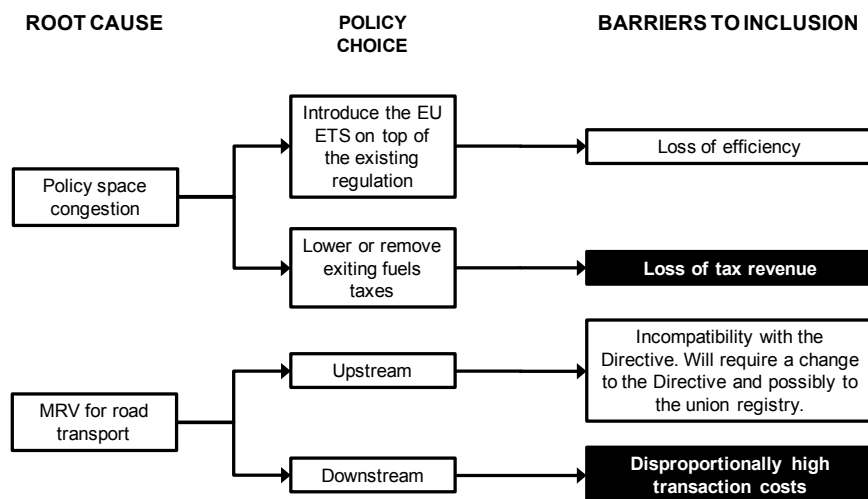 ROOT CAUSE
POLICY
CHOICE
BARRIERS TO INCLUSION
Introduce the EU
ETS on top of
the existing
regulation
Loss of efficiency
Policy space
congestion
Lower or remove
exiting fuels
taxes
Loss of tax revenue
Upstream
Incompatibility with the
Directive. Will require a change
to the Directive and possibly to
the union registry.
MRV for road
transport
Downstream
Disproportionally high
transaction costs